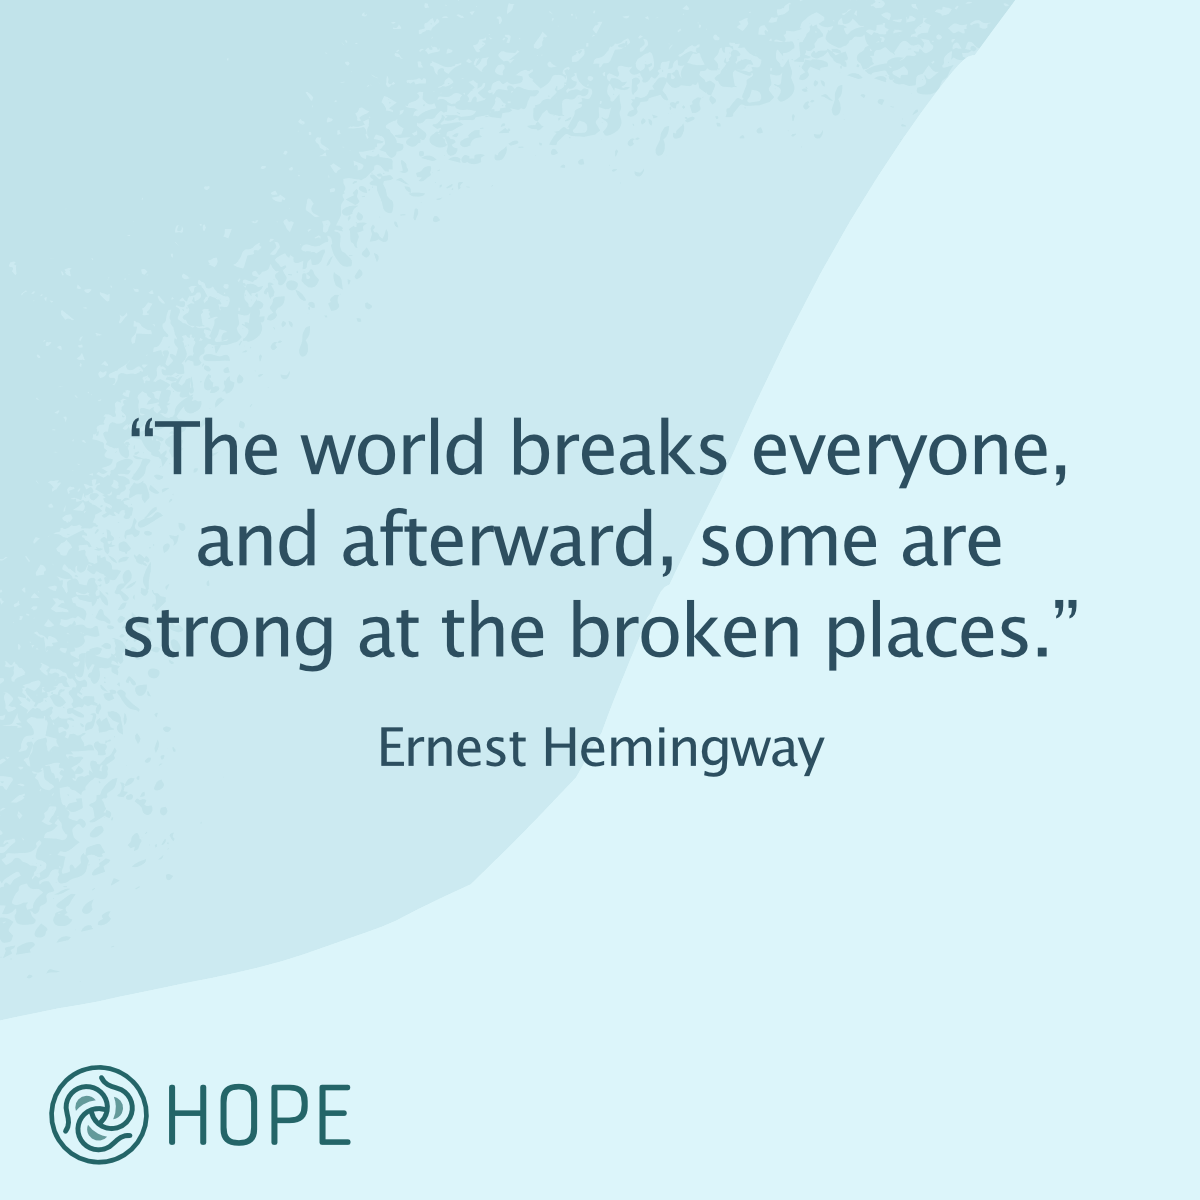 “The world breaks everyone,
and afterward, some are
strong at the broken places.”
Ernest Hemingway
HOPE